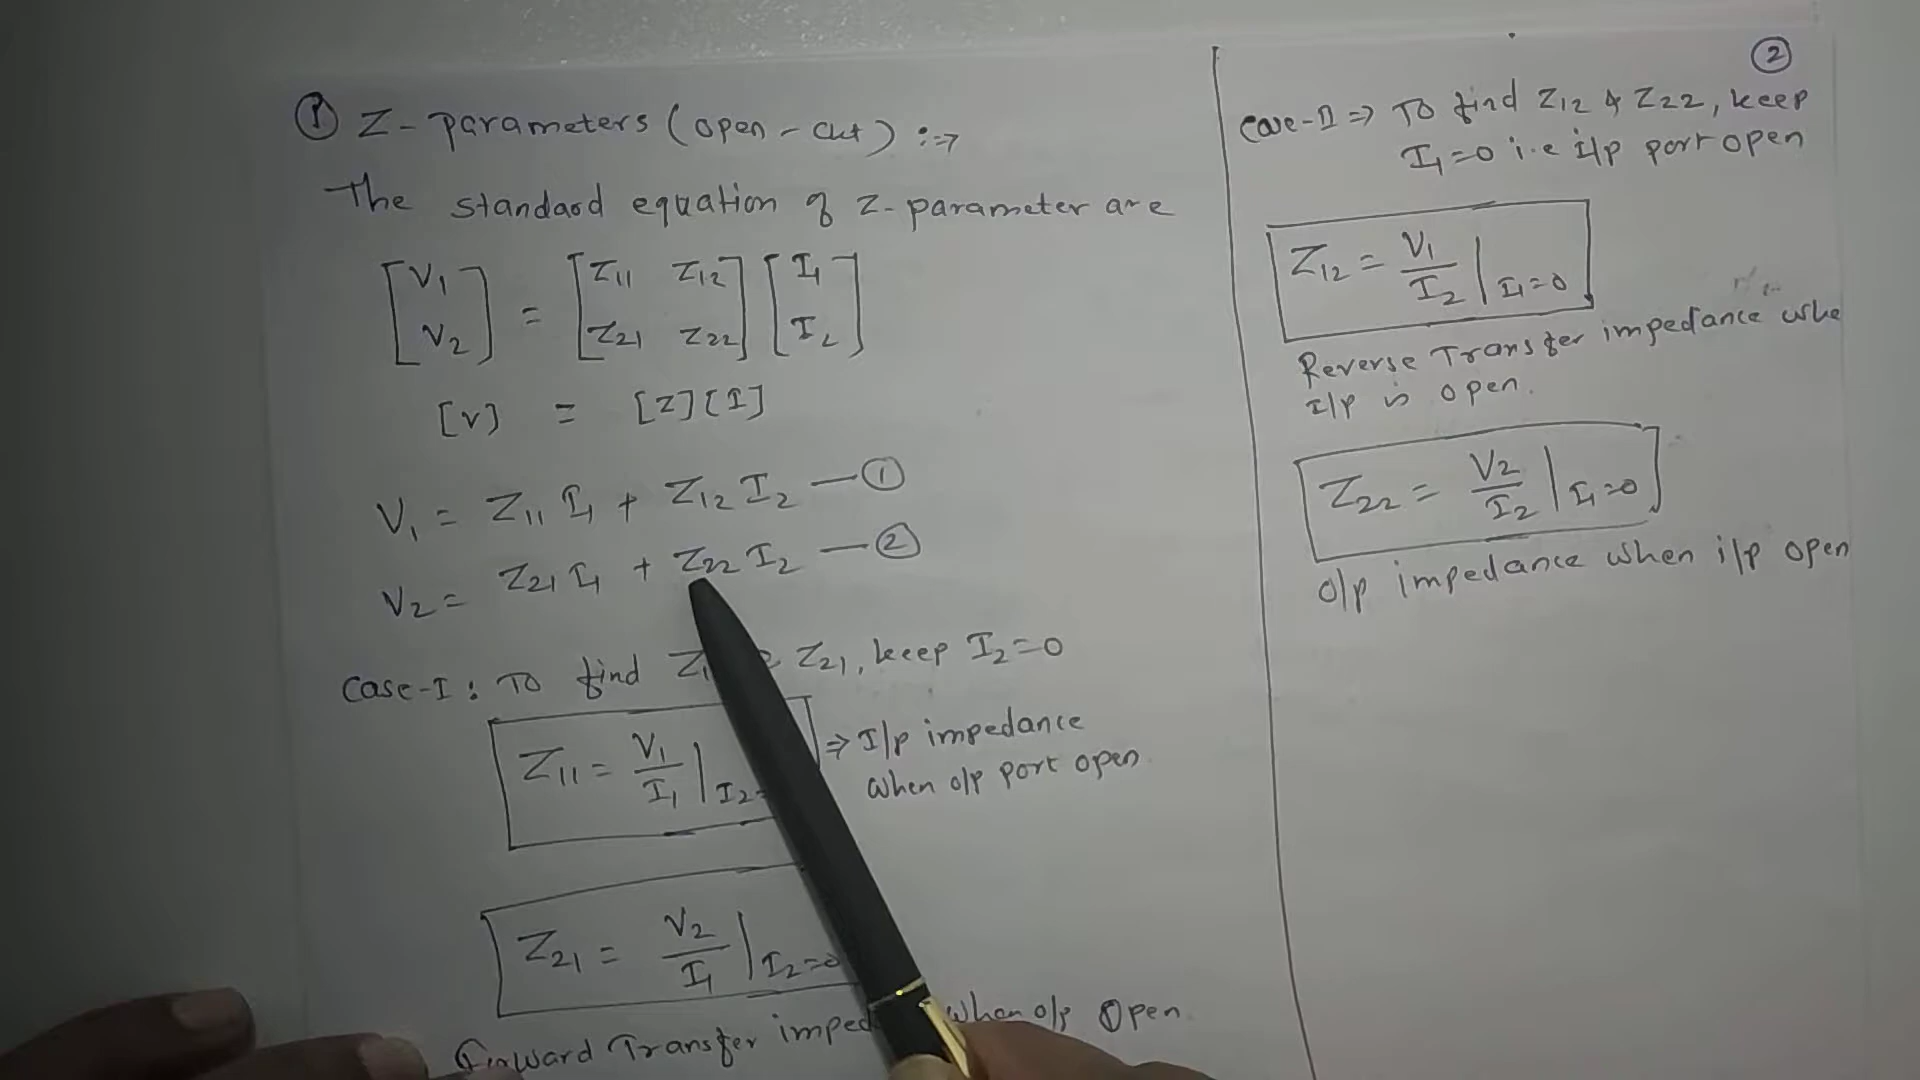 ① Z-parameters (open-ckt) :→
The standard equation of Z-parameter are
[V1 V2] = [Z11 Z12 Z21 Z22] [I1 I2]
[V] = [Z][I]
V1 = Z11 I1 + Z12 I2 —①
V2 = Z21 I1 + Z22 I2 —②
Case-I : To find Z21, keep I2=0
Z11 = V1/I1 | I2 ⇒ I/p impedance
when o/p port open
Z21 = V2/I1 | I2=0
Forward Transfer when o/p open
②
Case-II ⇒ To find Z12 & Z22, keep
I1=0 i.e i/p port open
Z12 = V1/I2 | I1=0
Reverse Transfer impedance whe
I/p is open.
Z22 = V2/I2 | I1=0
o/p impedance when i/p open